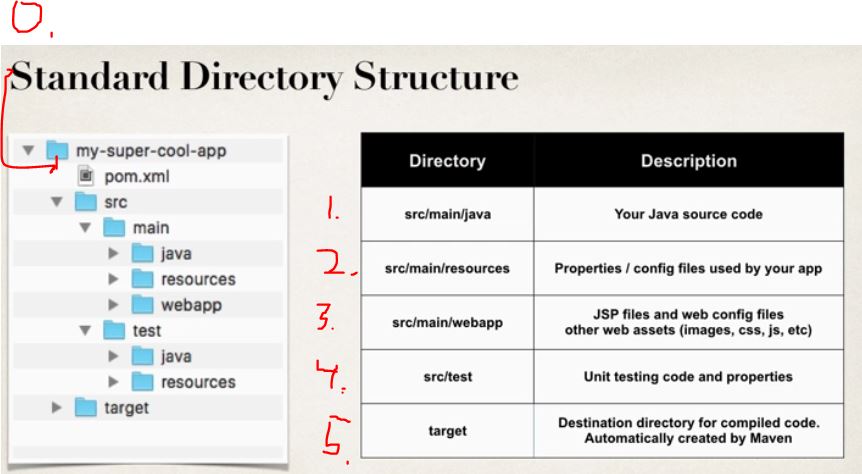 0.
Standard Directory Structure
my-super-cool-app
pom.xml
src
main
java
resources
webapp
test
java
resources
target
Directory Description
1. src/main/java Your Java source code
2. src/main/resources Properties / config files used by your app
3. src/main/webapp JSP files and web config files
other web assets (images, css, js, etc)
4. src/test Unit testing code and properties
5. target Destination directory for compiled code.
Automatically created by Maven